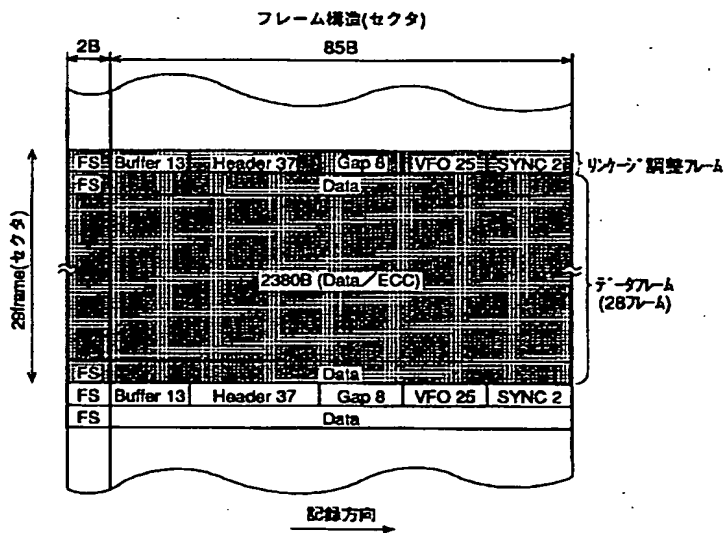 フレーム構造(セクタ)
2B 85B
FS Buffer 13 Header 37 Gap 8 VFO 25 SYNC 2 リンケージ調整フレーム
FS Data
29frame(セクタ)
2380B (Data/ECC)
データフレーム
(28フレーム)
FS Data
FS Buffer 13 Header 37 Gap 8 VFO 25 SYNC 2
FS Data
記録方向